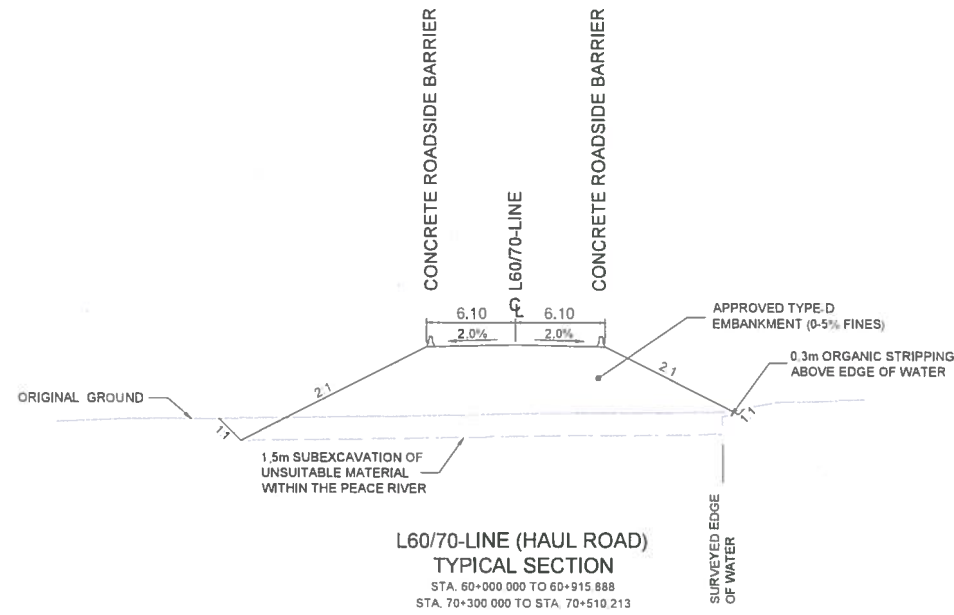 CONCRETE ROADSIDE BARRIER
L60/70-LINE
CONCRETE ROADSIDE BARRIER
℄
6.10
6.10
2.0%
2.0%
APPROVED TYPE-D
EMBANKMENT (0-5% FINES)
0.3m ORGANIC STRIPPING
ABOVE EDGE OF WATER
2:1
2:1
ORIGINAL GROUND
1:1
1:1
1.5m SUBEXCAVATION OF
UNSUITABLE MATERIAL
WITHIN THE PEACE RIVER
SURVEYED EDGE
OF WATER
L60/70-LINE (HAUL ROAD)
TYPICAL SECTION
STA. 60+000.000 TO 60+915.888
STA. 70+300.000 TO STA. 70+510.213